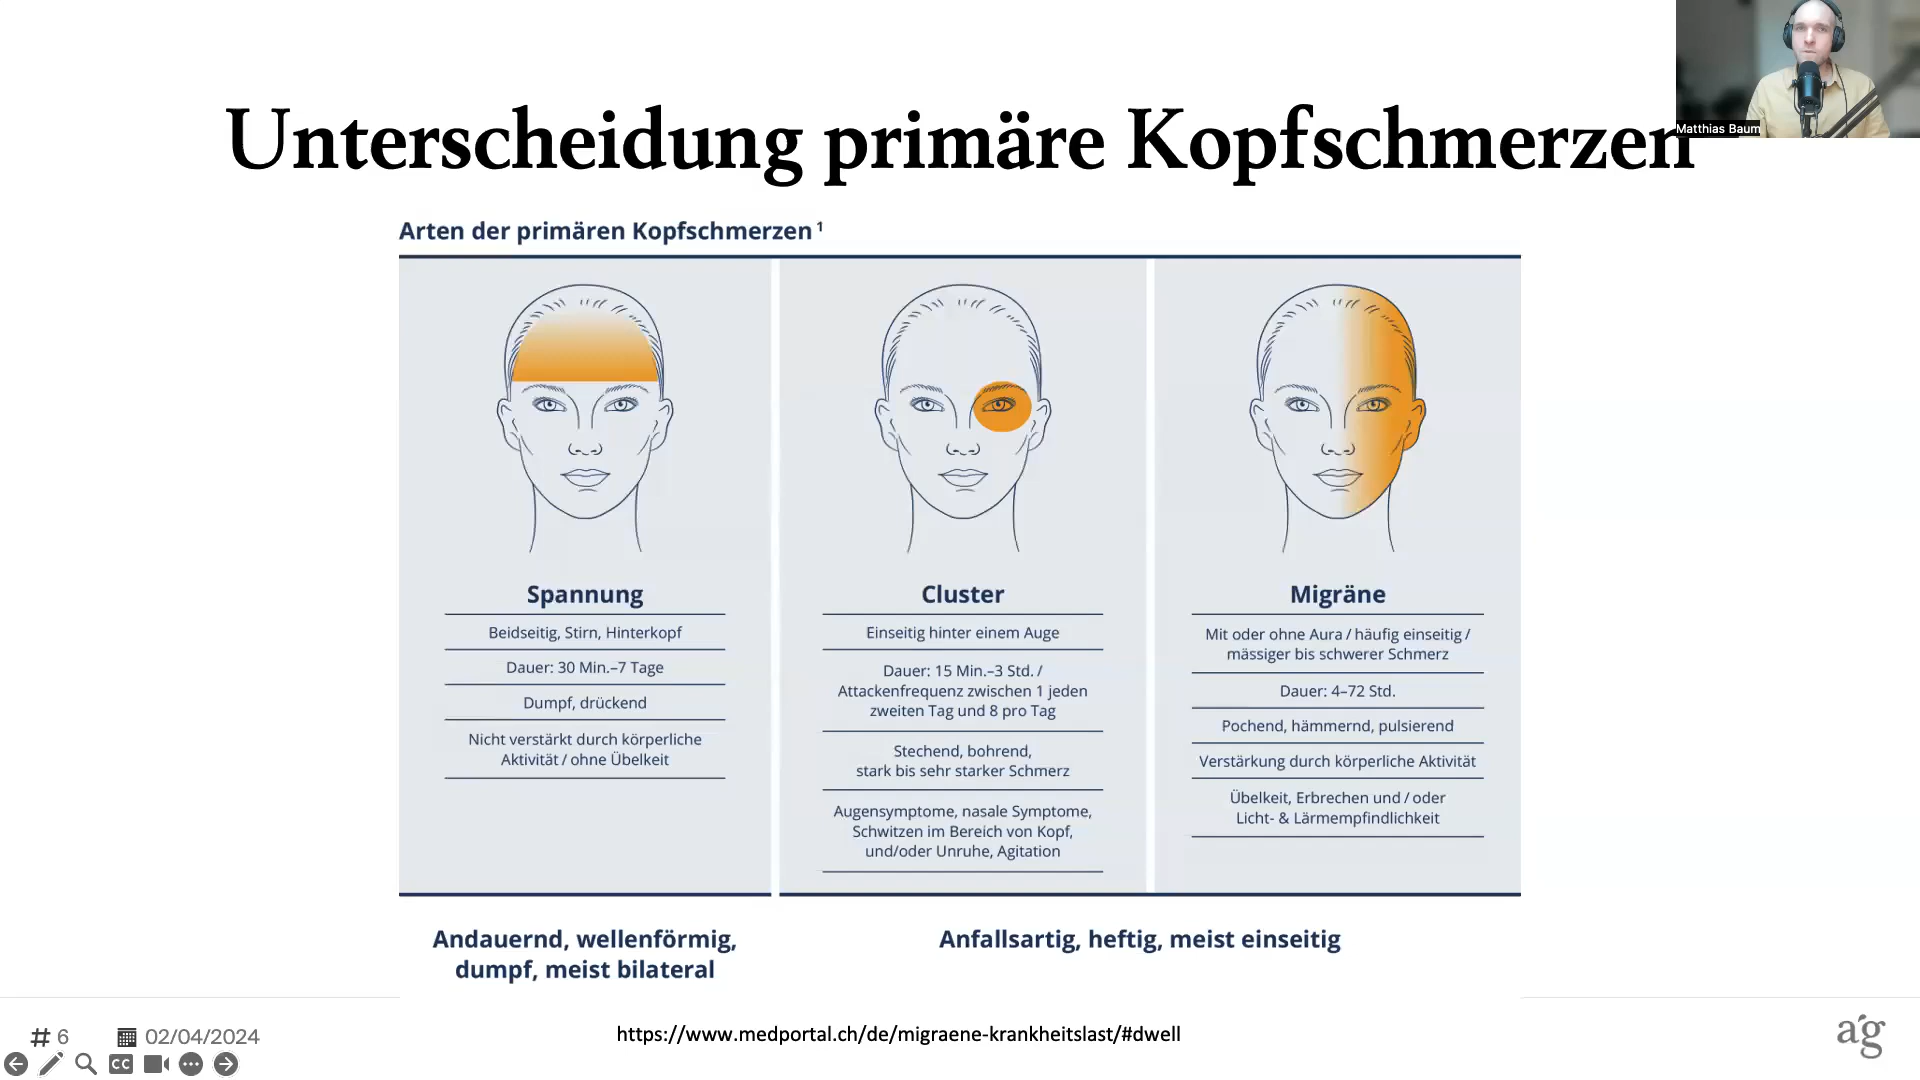 Matthias Baum
Unterscheidung primäre Kopfschmerzen
Arten der primären Kopfschmerzen¹
Spannung
Beidseitig, Stirn, Hinterkopf
Dauer: 30 Min.–7 Tage
Dumpf, drückend
Nicht verstärkt durch körperliche
Aktivität / ohne Übelkeit
Cluster
Einseitig hinter einem Auge
Dauer: 15 Min.–3 Std. /
Attackenfrequenz zwischen 1 jeden
zweiten Tag und 8 pro Tag
Stechend, bohrend,
stark bis sehr starker Schmerz
Augensymptome, nasale Symptome,
Schwitzen im Bereich von Kopf,
und/oder Unruhe, Agitation
Migräne
Mit oder ohne Aura / häufig einseitig /
mässiger bis schwerer Schmerz
Dauer: 4–72 Std.
Pochend, hämmernd, pulsierend
Verstärkung durch körperliche Aktivität
Übelkeit, Erbrechen und / oder
Licht- & Lärmempfindlichkeit
Andauernd, wellenförmig,
dumpf, meist bilateral
Anfallsartig, heftig, meist einseitig
# 6
02/04/2024
https://www.medportal.ch/de/migraene-krankheitslast/#dwell
CC
ag